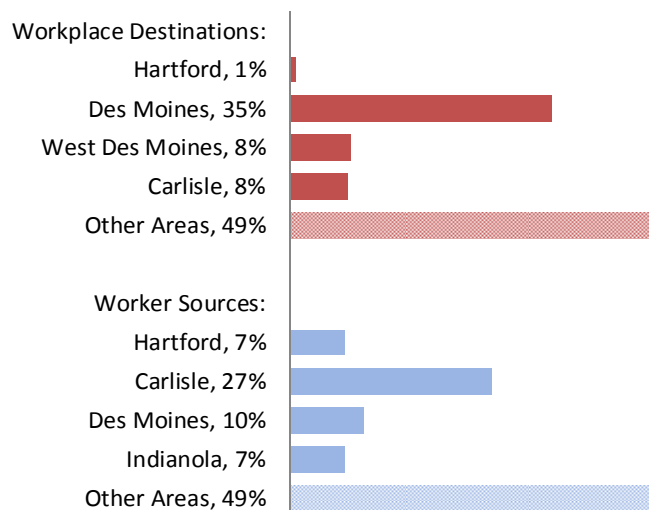 Workplace Destinations:
Hartford, 1%
Des Moines, 35%
West Des Moines, 8%
Carlisle, 8%
Other Areas, 49%
Worker Sources:
Hartford, 7%
Carlisle, 27%
Des Moines, 10%
Indianola, 7%
Other Areas, 49%